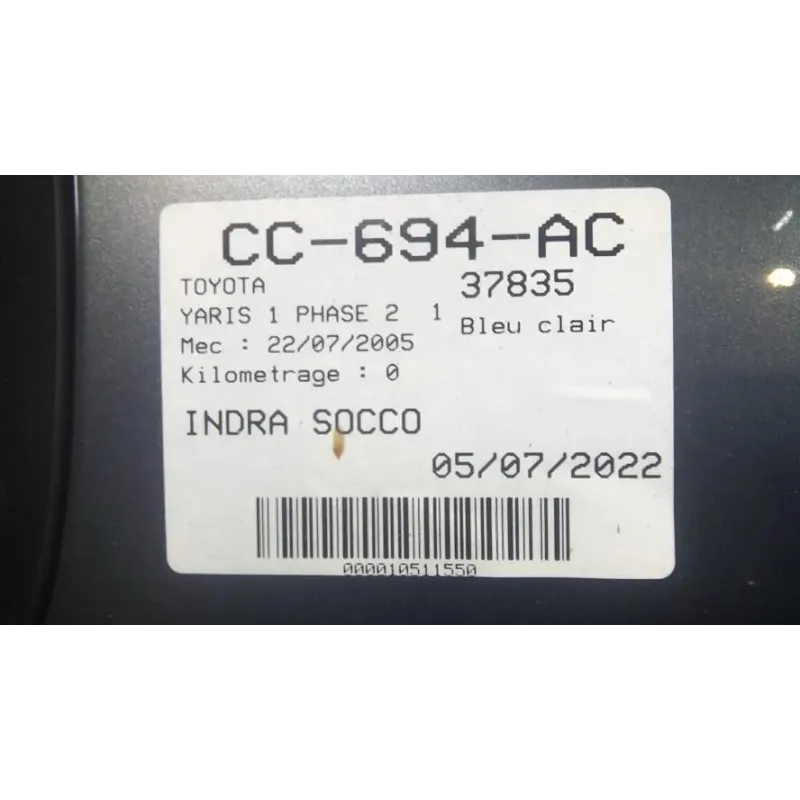 CC-694-AC
TOYOTA 37835
YARIS 1 PHASE 2 1 Bleu clair
Mec : 22/07/2005
Kilometrage : 0
INDRA SOCCO
05/07/2022
000010511550